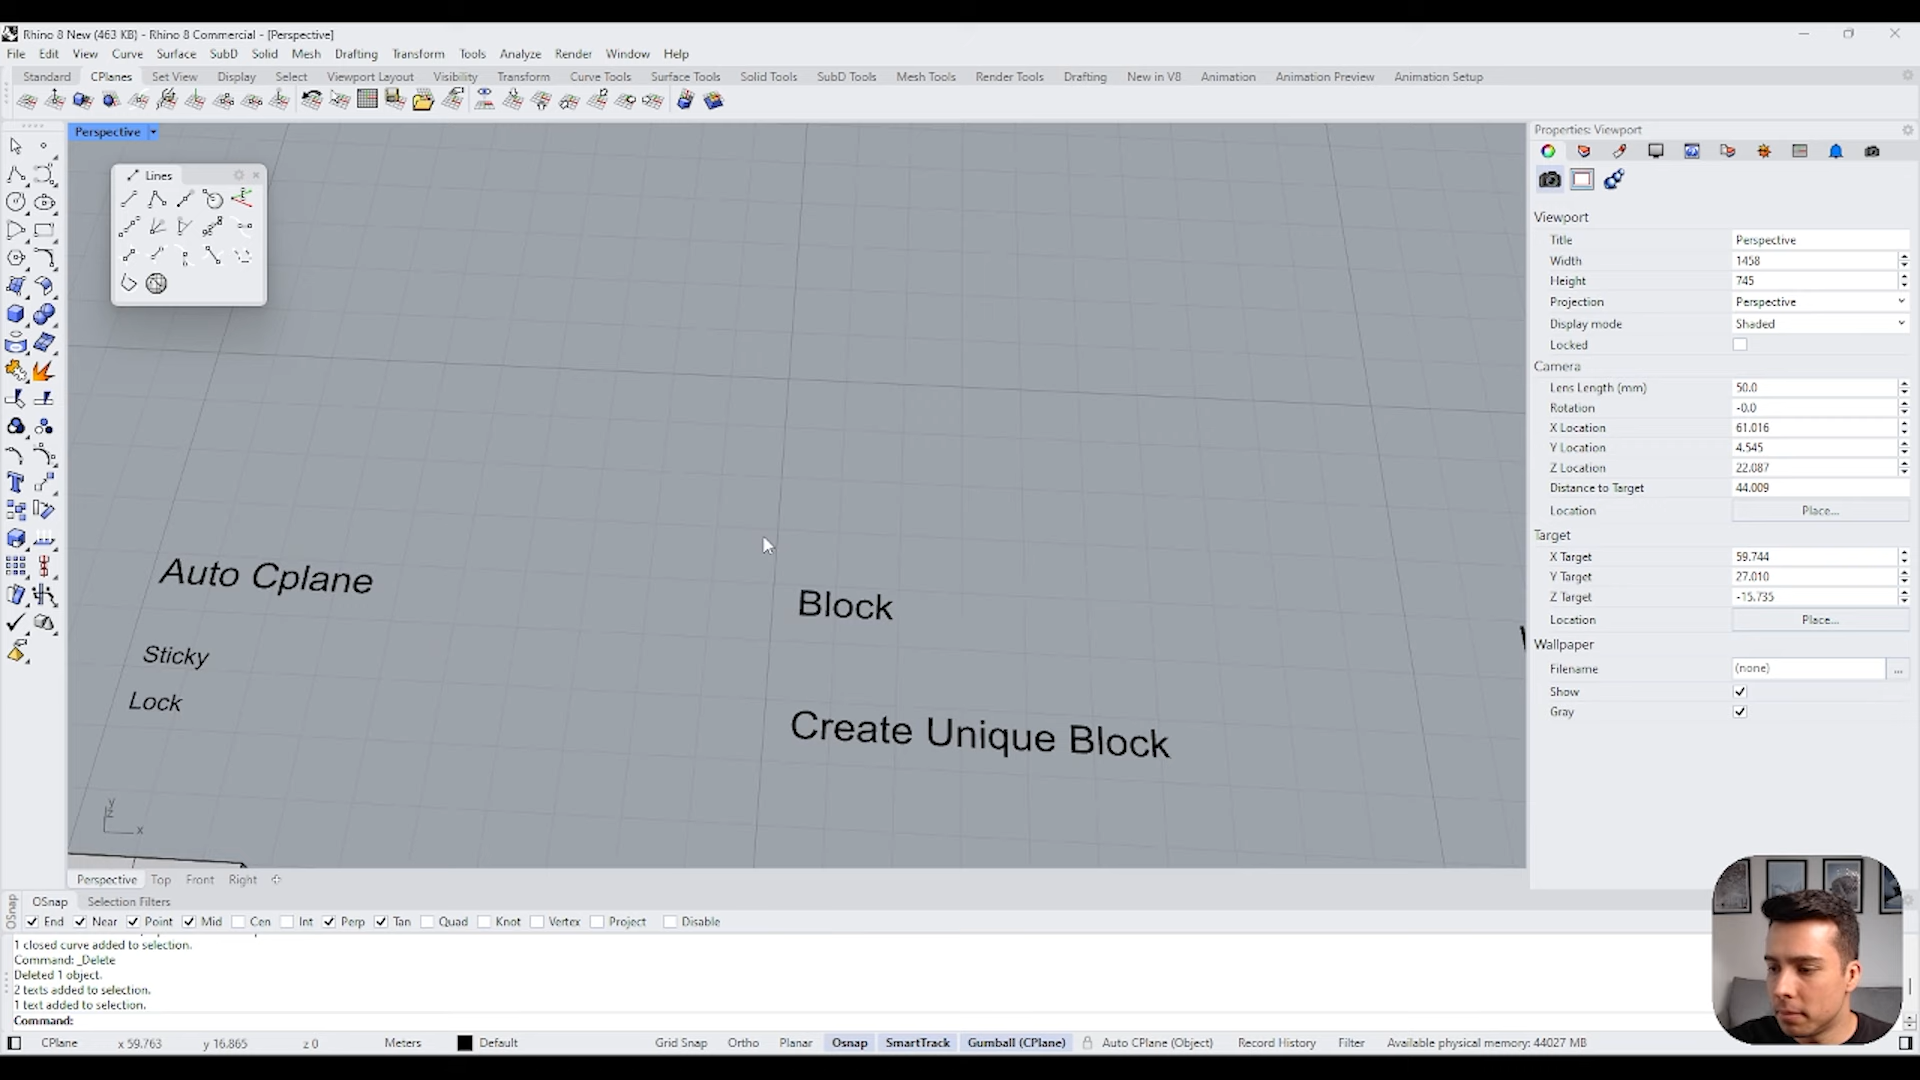 Rhino 8 New (463 KB) - Rhino 8 Commercial - [Perspective]
File Edit View Curve Surface SubD Solid Mesh Drafting Transform Tools Analyze Render Window Help
Standard CPlanes Set View Display Select Viewport Layout Visibility Transform Curve Tools Surface Tools Solid Tools SubD Tools Mesh Tools Render Tools Drafting New in V8 Animation Animation Preview Animation Setup
Perspective
Lines
Auto Cplane
Sticky
Lock
Block
Create Unique Block
z y x
Perspective Top Front Right
Properties: Viewport
Viewport
Title Perspective
Width 1458
Height 745
Projection Perspective
Display mode Shaded
Locked
Camera
Lens Length (mm) 50.0
Rotation -0.0
X Location 61.016
Y Location 4.545
Z Location 22.087
Distance to Target 44.009
Location Place...
Target
X Target 59.744
Y Target 27.010
Z Target -15.735
Location Place...
Wallpaper
Filename (none) ...
Show
Gray
OSnap
OSnap Selection Filters
End Near Point Mid Cen Int Perp Tan Quad Knot Vertex Project Disable
1 closed curve added to selection.
Command: _Delete
Deleted 1 object.
2 texts added to selection.
1 text added to selection.
Command:
CPlane x 59.763 y 16.865 z 0 Meters Default Grid Snap Ortho Planar Osnap SmartTrack Gumball (CPlane) Auto CPlane (Object) Record History Filter Available physical memory: 44027 MB